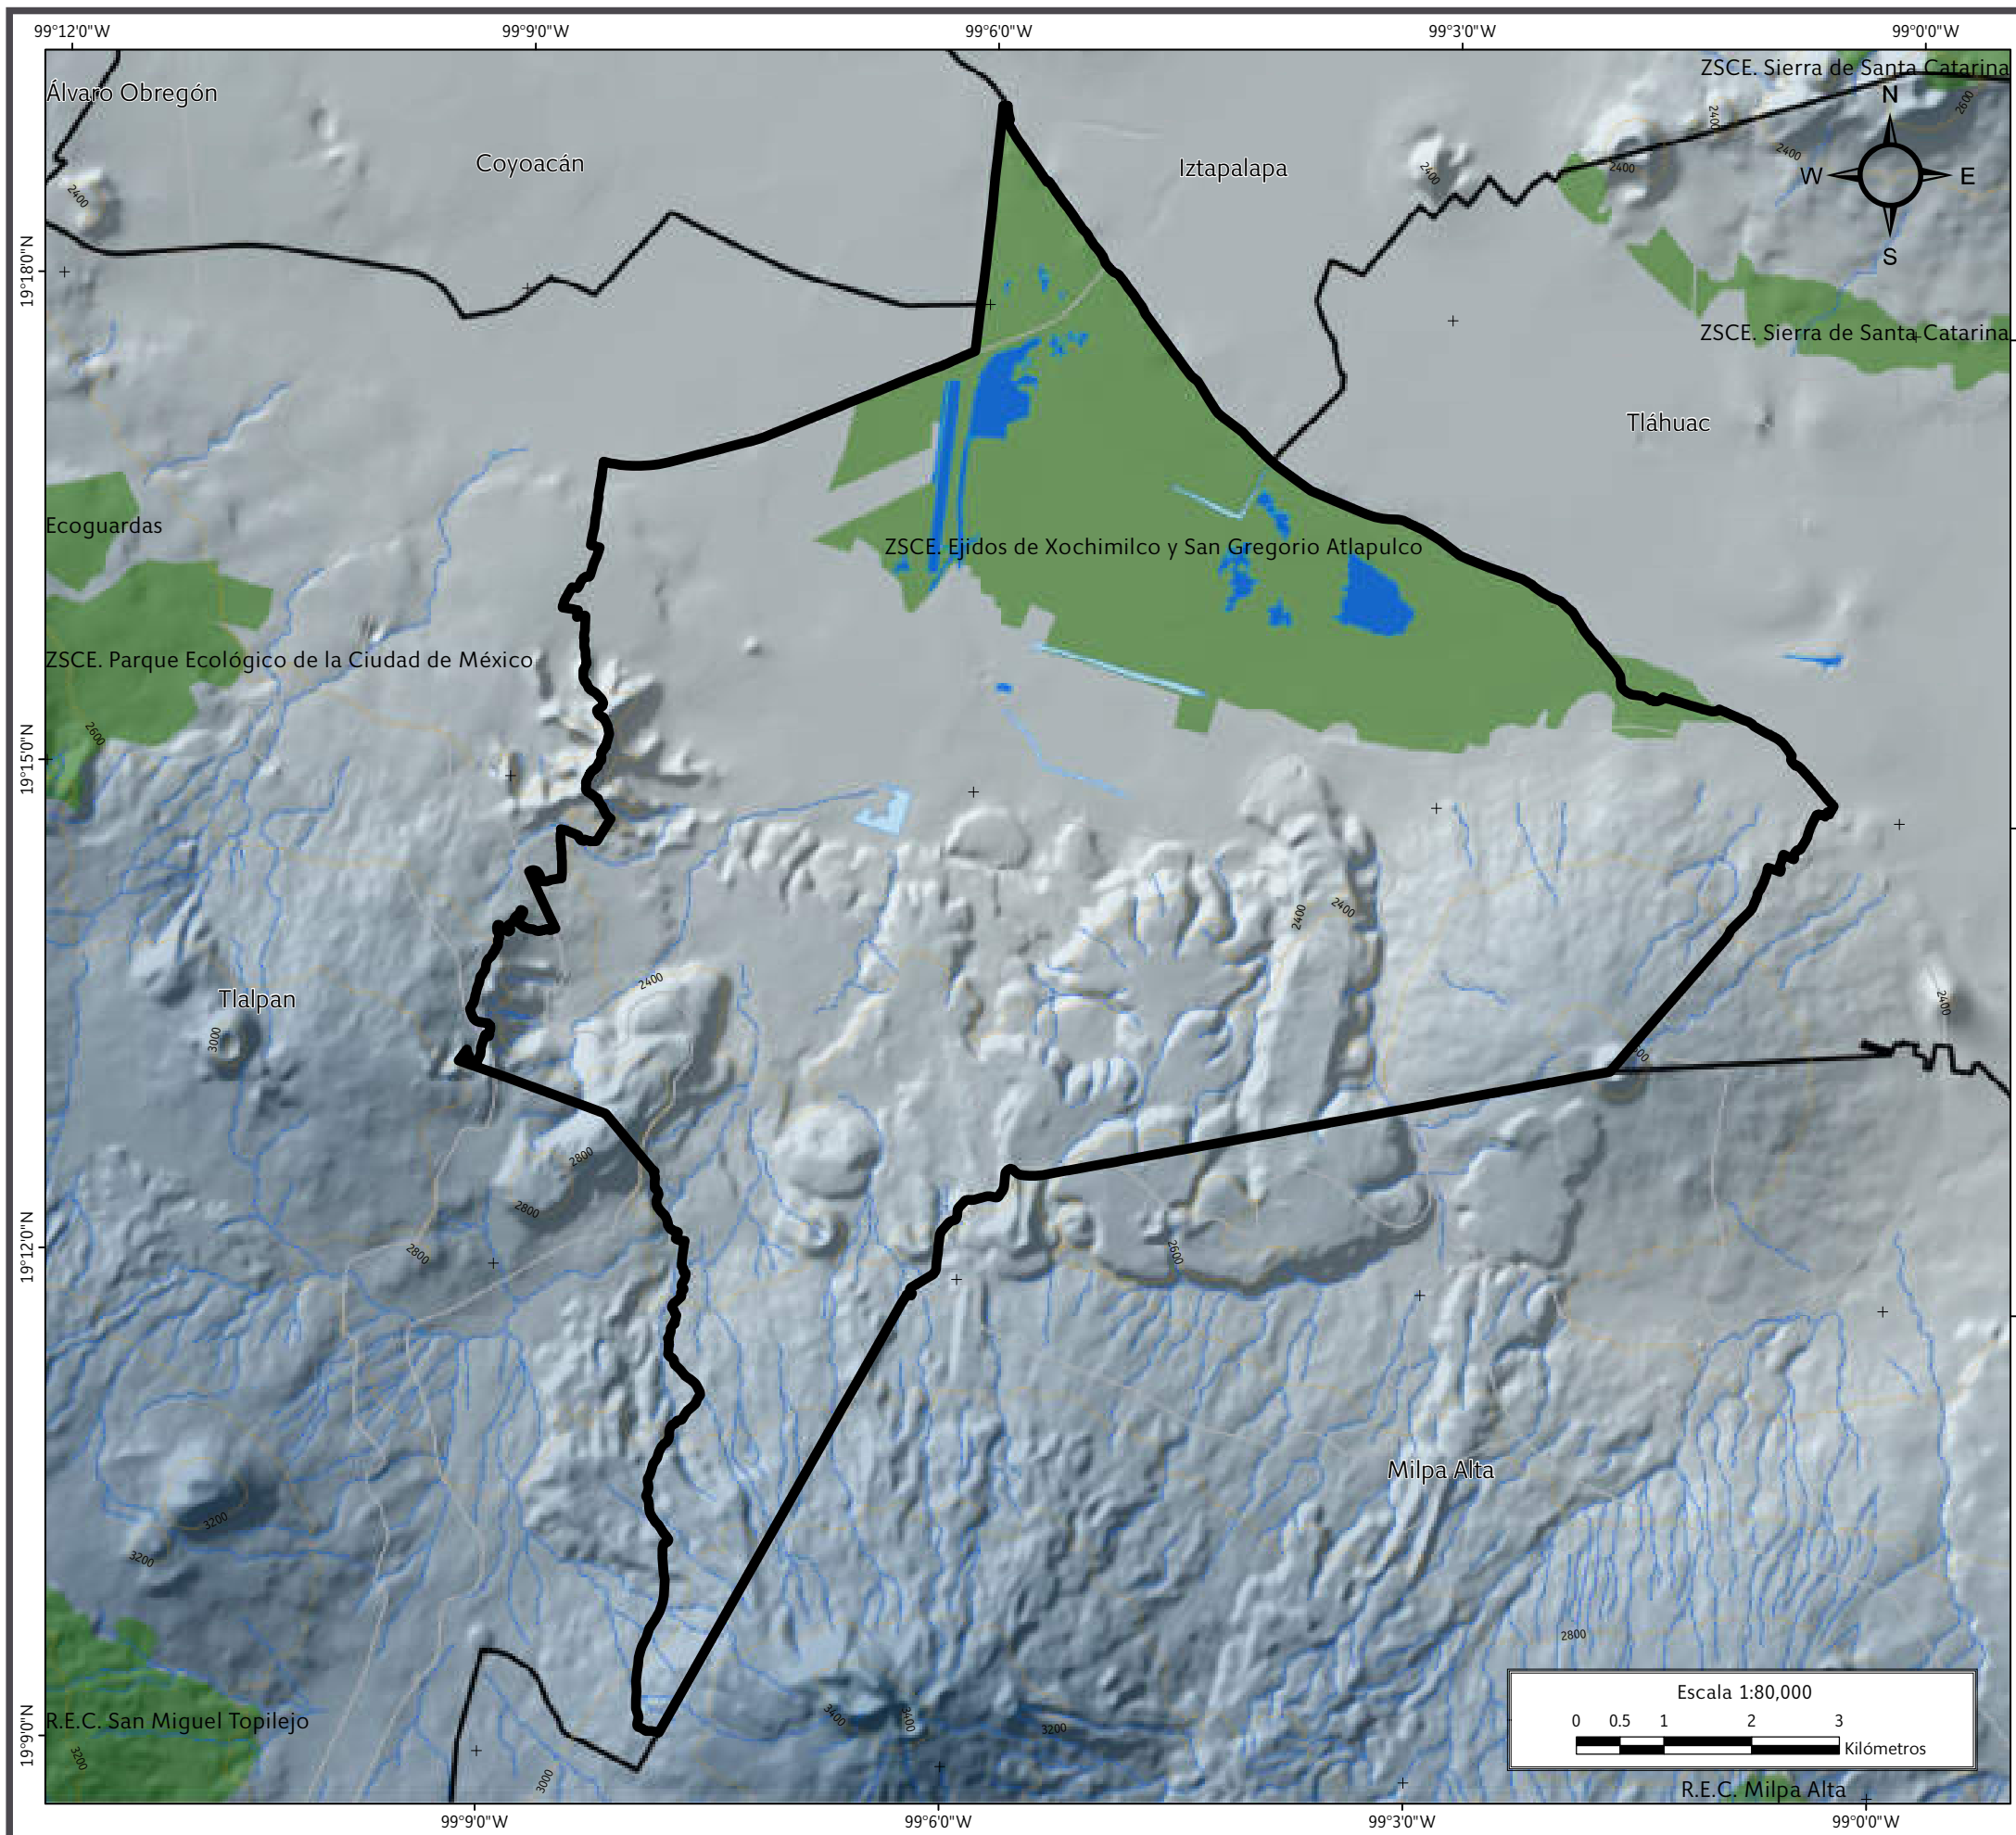 99°12'0"W 99°9'0"W 99°6'0"W 99°3'0"W 99°0'0"W
ZSCE. Sierra de Santa Catarina
Álvaro Obregón
N
2600
2400
Coyoacán
Iztapalapa
2400
2400
2400
2400
W E
2400
S
19°18'0"N
ZSCE. Sierra de Santa Catarina
Tláhuac
Ecoguardas
ZSCE. Ejidos de Xochimilco y San Gregorio Atlapulco
ZSCE. Parque Ecológico de la Ciudad de México
2600
19°15'0"N
2400
2400
2400
Tlalpan
2400
3000
2800
2800
2800
2600
19°12'0"N
Milpa Alta
3200
3200
2800
Escala 1:80,000
0 0.5 1 2 3
Kilómetros
R.E.C. San Miguel Topilejo
3400
3400
3200
19°9'0"N
3200
3000
R.E.C. Milpa Alta
99°9'0"W 99°6'0"W 99°3'0"W 99°0'0"W